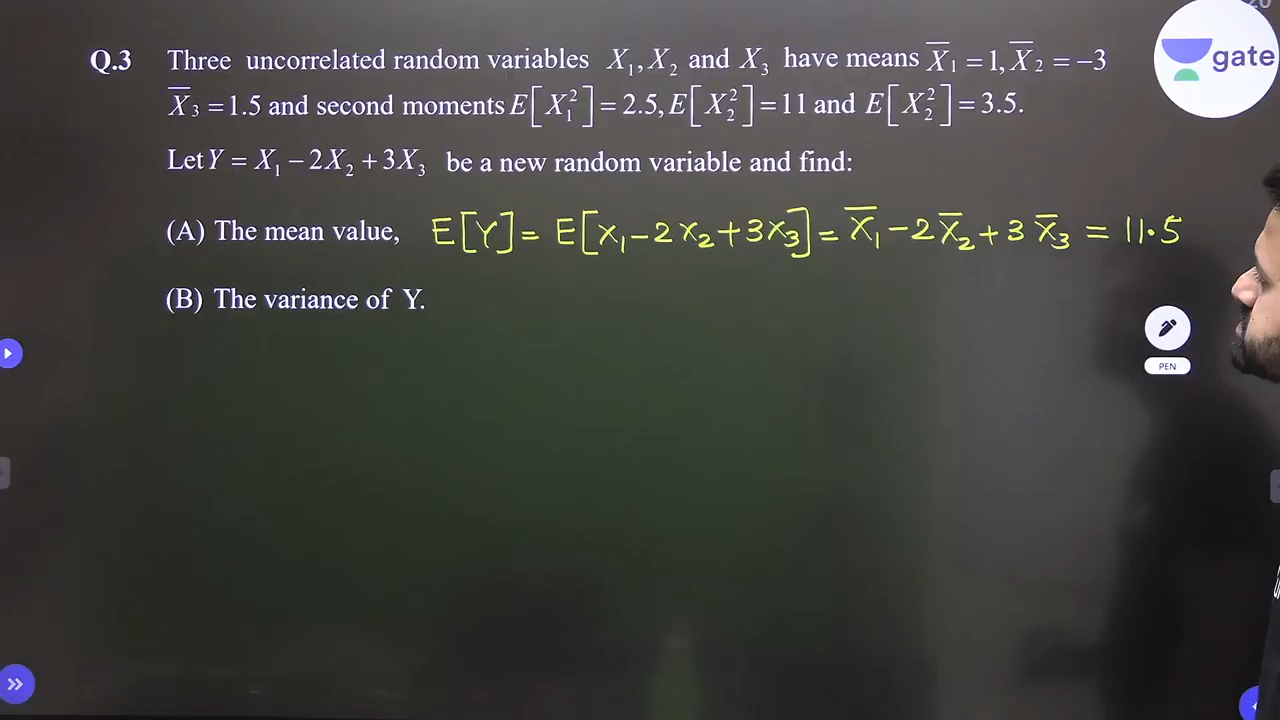 Q.3 Three uncorrelated random variables X₁, X₂ and X₃ have means X̅₁ = 1, X̅₂ = −3
X̅₃ = 1.5 and second moments E[X₁²] = 2.5, E[X₂²] = 11 and E[X₂²] = 3.5.
Let Y = X₁ − 2X₂ + 3X₃ be a new random variable and find:
(A) The mean value, E[Y] = E[X₁ − 2X₂ + 3X₃] = X̅₁ − 2X̅₂ + 3X̅₃ = 11.5
(B) The variance of Y.
gate
PEN